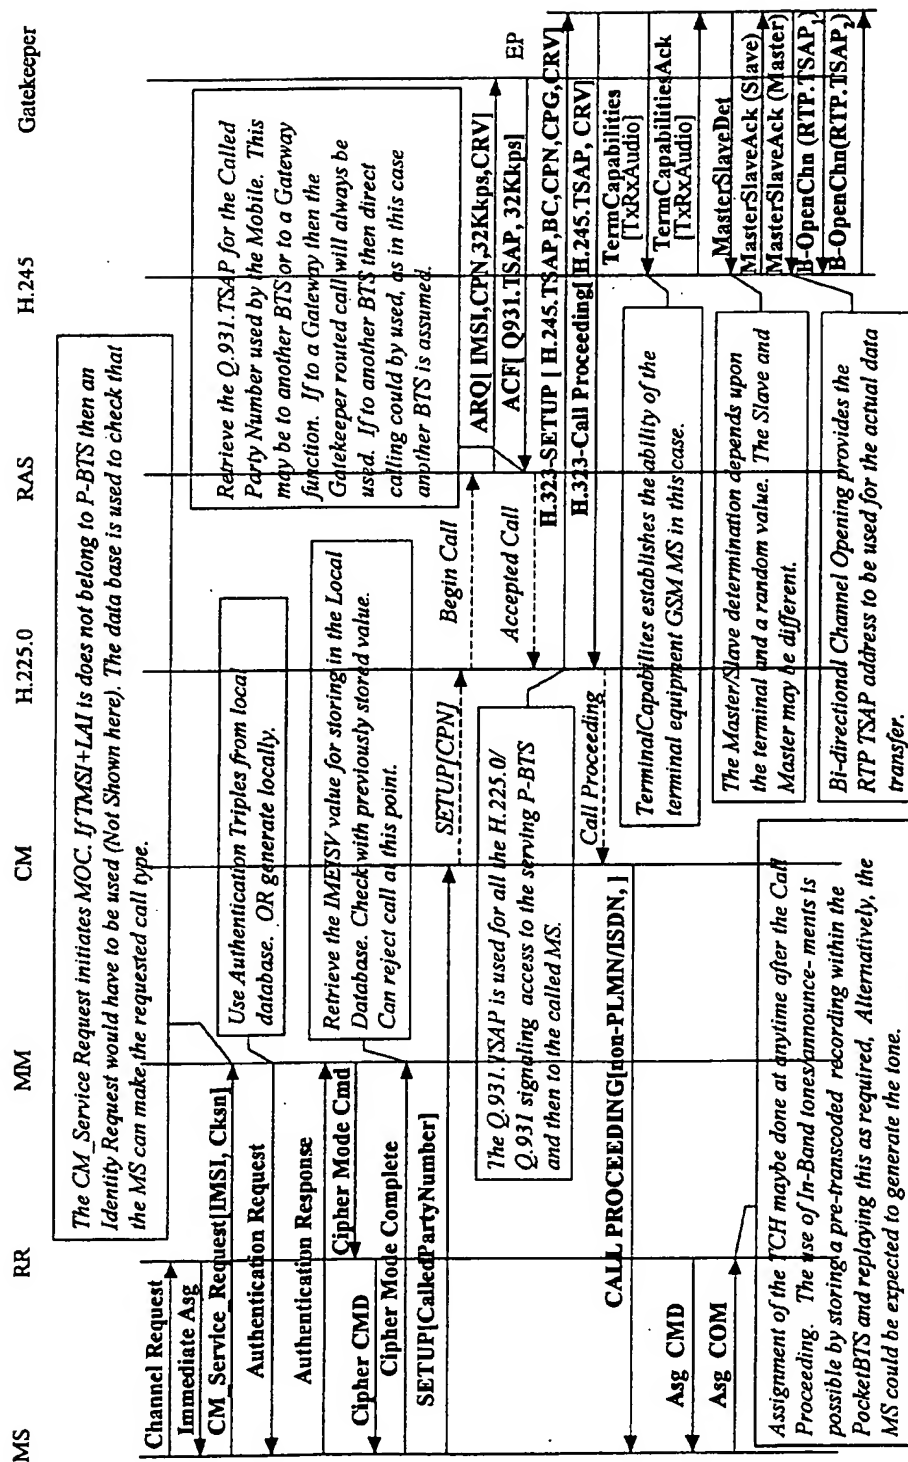 MS RR MM CM H.225.0 RAS H.245 Gatekeeper
The CM_Service Request initiates MOC. If TMSI+LAI is does not belong to P-BTS then an
Identity Request would have to be used (Not Shown here). The data base is used to check that
the MS can make the requested call type.
Channel Request
Immediate Asg
CM_Service_Request[IMSI, Cksn]
Authentication Request
Use Authentication Triples from local
database. OR generate locally.
Authentication Response
Cipher Mode Cmd
Cipher CMD
Cipher Mode Complete
Retrieve the IMEISV value for storing in the Local
Database. Check with previously stored value.
Can reject call at this point.
SETUP[CalledPartyNumber]
SETUP[CPN]
Begin Call
Retrieve the Q.931.TSAP for the Called
Party Number used by the Mobile. This
may be to another BTS or to a Gateway
function. If to a Gateway then the
Gatekeeper routed call will always be
used. If to another BTS then direct
calling could by used, as in this case
another BTS is assumed.
ARQ[ IMSI,CPN,32Kkps,CRV]
ACF[ Q931.TSAP, 32Kkps]
EP
Accepted Call
The Q.931.TSAP is used for all the H.225.0/
Q.931 signaling access to the serving P-BTS
and then to the called MS.
H.323-SETUP [ H.245.TSAP,BC,CPN,CPG,CRV]
H.323-Call Proceeding[ H.245.TSAP, CRV]
Call Proceeding
CALL PROCEEDING[non-PLMN/ISDN, ]
TermCapabilities
[TxRxAudio]
TermCapabilitiesAck
[TxRxAudio]
TerminalCapabilites establishes the ability of the
terminal equipment GSM MS in this case.
Asg CMD
Asg COM
MasterSlaveDet
MasterSlaveAck (Slave)
MasterSlaveAck (Master)
The Master/Slave determination depends upon
the terminal and a random value. The Slave and
Master may be different.
B-OpenChn (RTP.TSAP1)
B-OpenChn(RTP.TSAP2)
Bi-directional Channel Opening provides the
RTP TSAP address to be used for the actual data
transfer.
Assignment of the TCH maybe done at anytime after the Call
Proceeding. The use of In-Band tones/announce- ments is
possible by storing a pre-transcoded recording within the
PocketBTS and replaying this as required, Alternatively, the
MS could be expected to generate the tone.